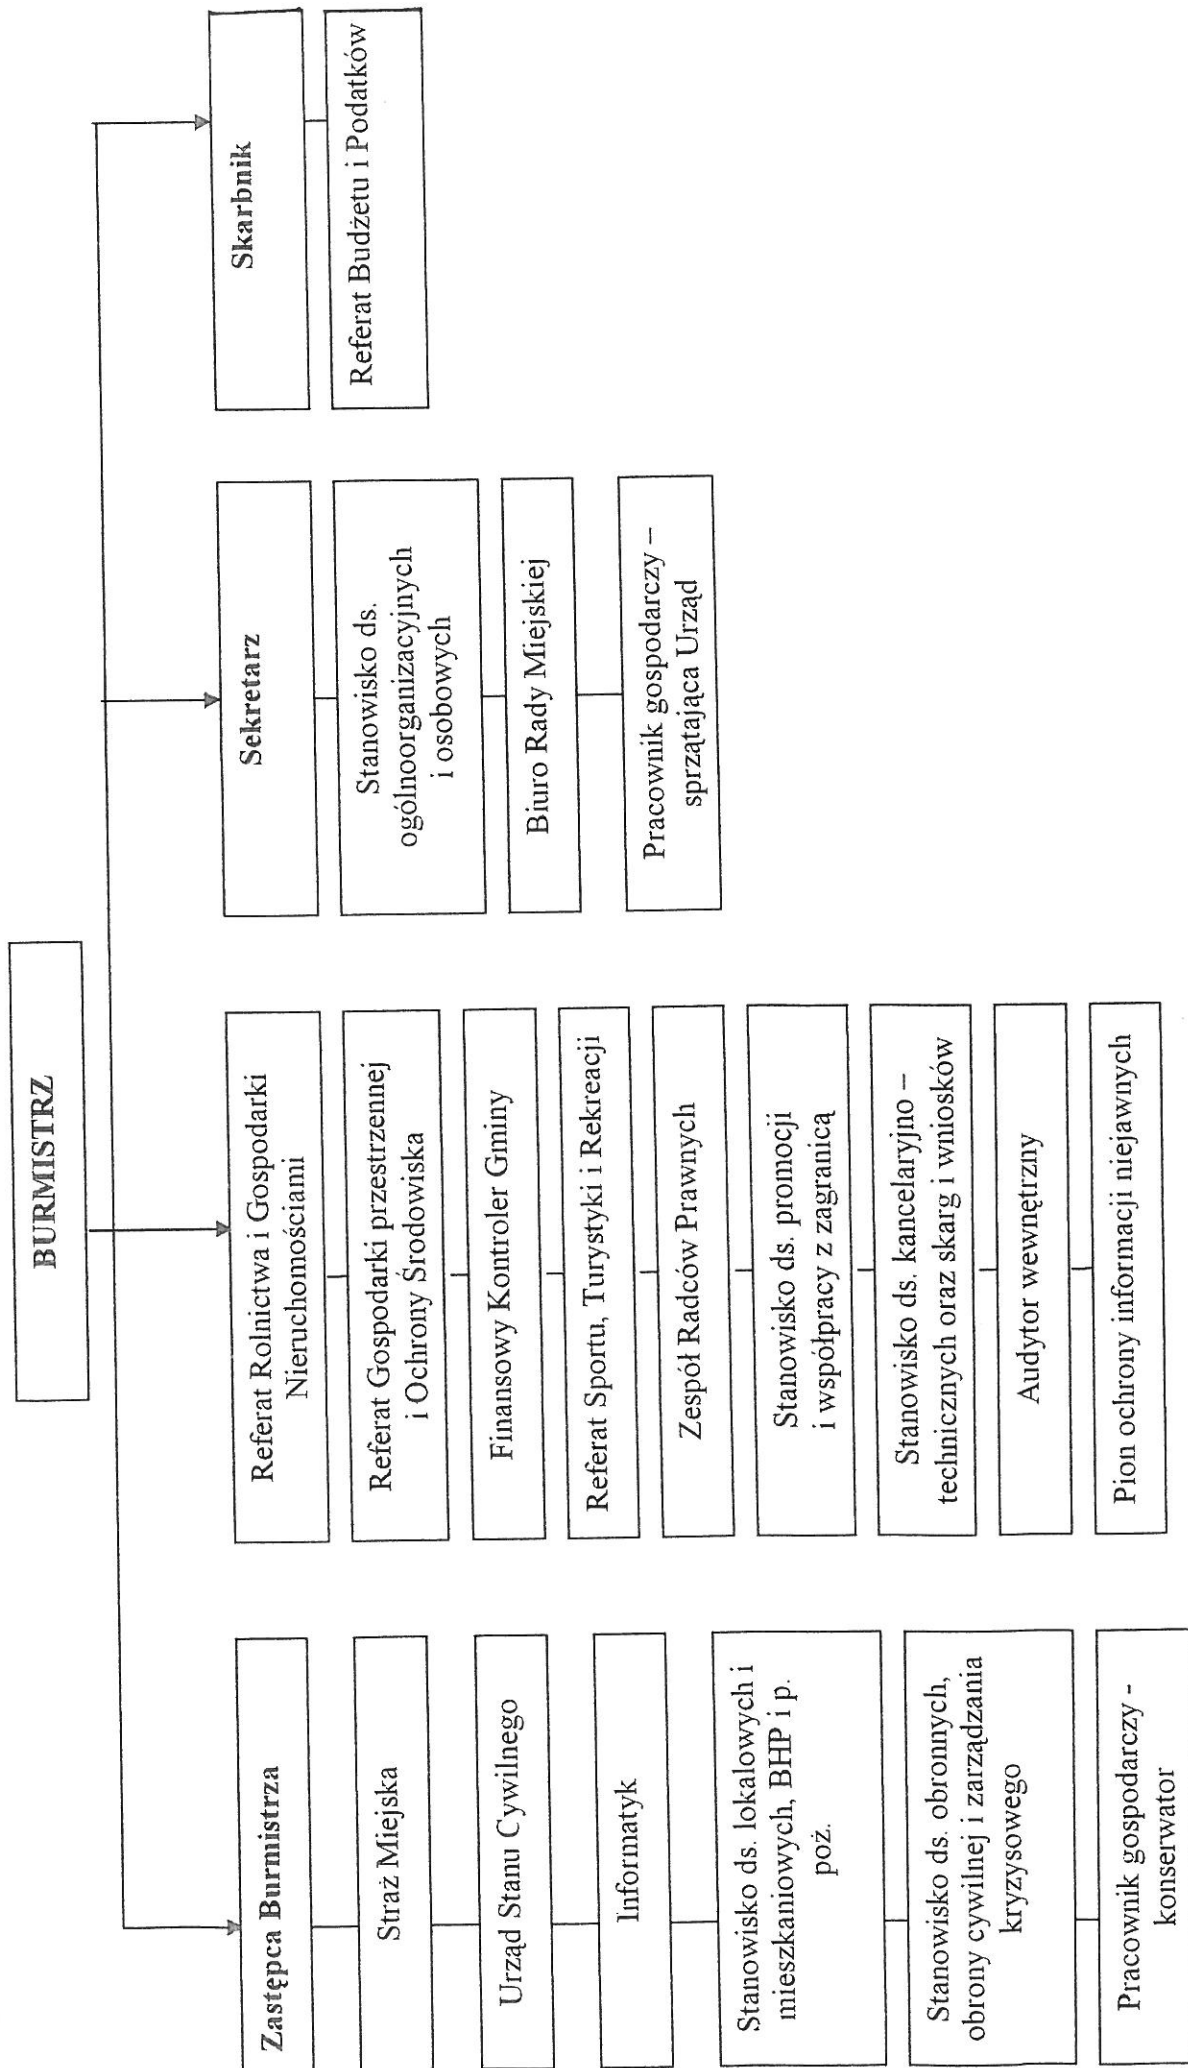 BURMISTRZ
Zastępca Burmistrza
Straż Miejska
Urząd Stanu Cywilnego
Informatyk
Stanowisko ds. lokalowych i
mieszkaniowych, BHP i p.
poż.
Stanowisko ds. obronnych,
obrony cywilnej i zarządzania
kryzysowego
Pracownik gospodarczy -
konserwator
Referat Rolnictwa i Gospodarki
Nieruchomościami
Referat Gospodarki przestrzennej
i Ochrony Środowiska
Finansowy Kontroler Gminy
Referat Sportu, Turystyki i Rekreacji
Zespół Radców Prawnych
Stanowisko ds. promocji
i współpracy z zagranicą
Stanowisko ds. kancelaryjno –
technicznych oraz skarg i wniosków
Audytor wewnętrzny
Pion ochrony informacji niejawnych
Sekretarz
Stanowisko ds.
ogólnoorganizacyjnych
i osobowych
Biuro Rady Miejskiej
Pracownik gospodarczy –
sprzątająca Urząd
Skarbnik
Referat Budżetu i Podatków